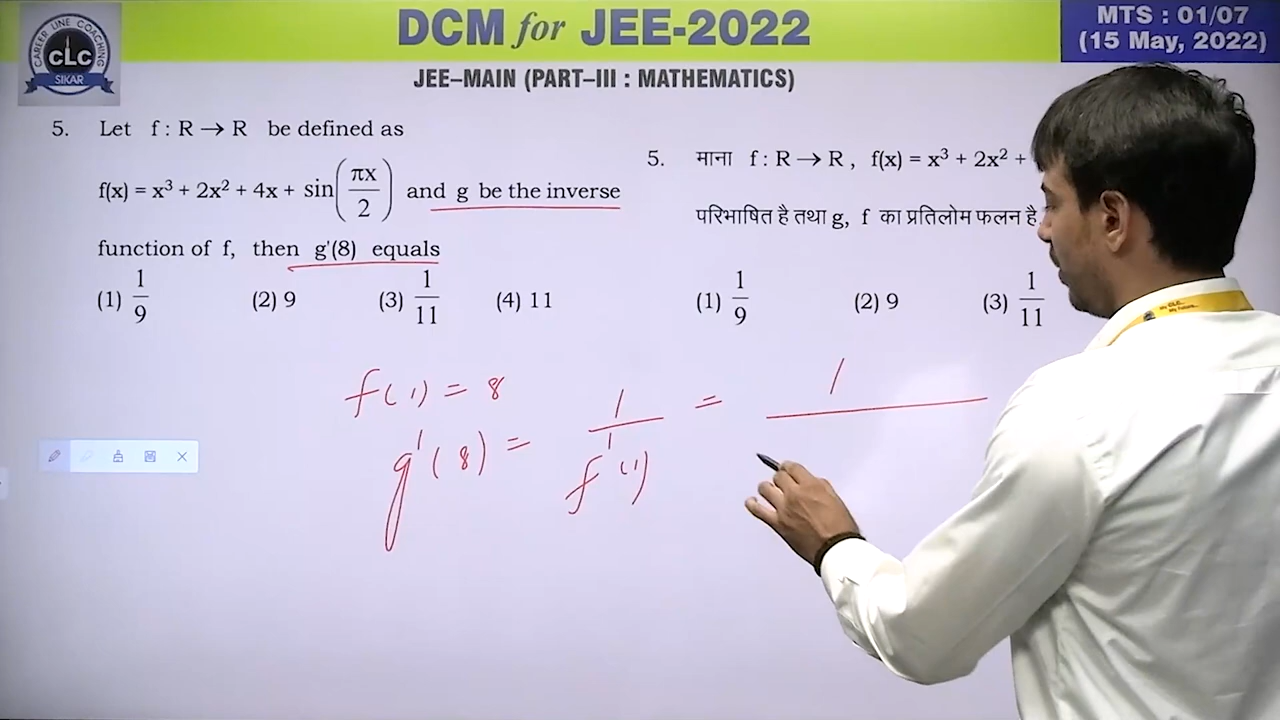 DCM for JEE-2022
MTS : 01/07
(15 May, 2022)
CAREER LINE COACHING
CLC
SIKAR
JEE–MAIN (PART–III : MATHEMATICS)
5. Let f : R → R be defined as
f(x) = x³ + 2x² + 4x + sin(πx/2) and g be the inverse
function of f, then g'(8) equals
(1) 1/9 (2) 9 (3) 1/11 (4) 11
5. माना f : R → R , f(x) = x³ + 2x² +
परिभाषित है तथा g, f का प्रतिलोम फलन है
(1) 1/9 (2) 9 (3) 1/11
f(1) = 8
g'(8) = 1/f'(1) = 1